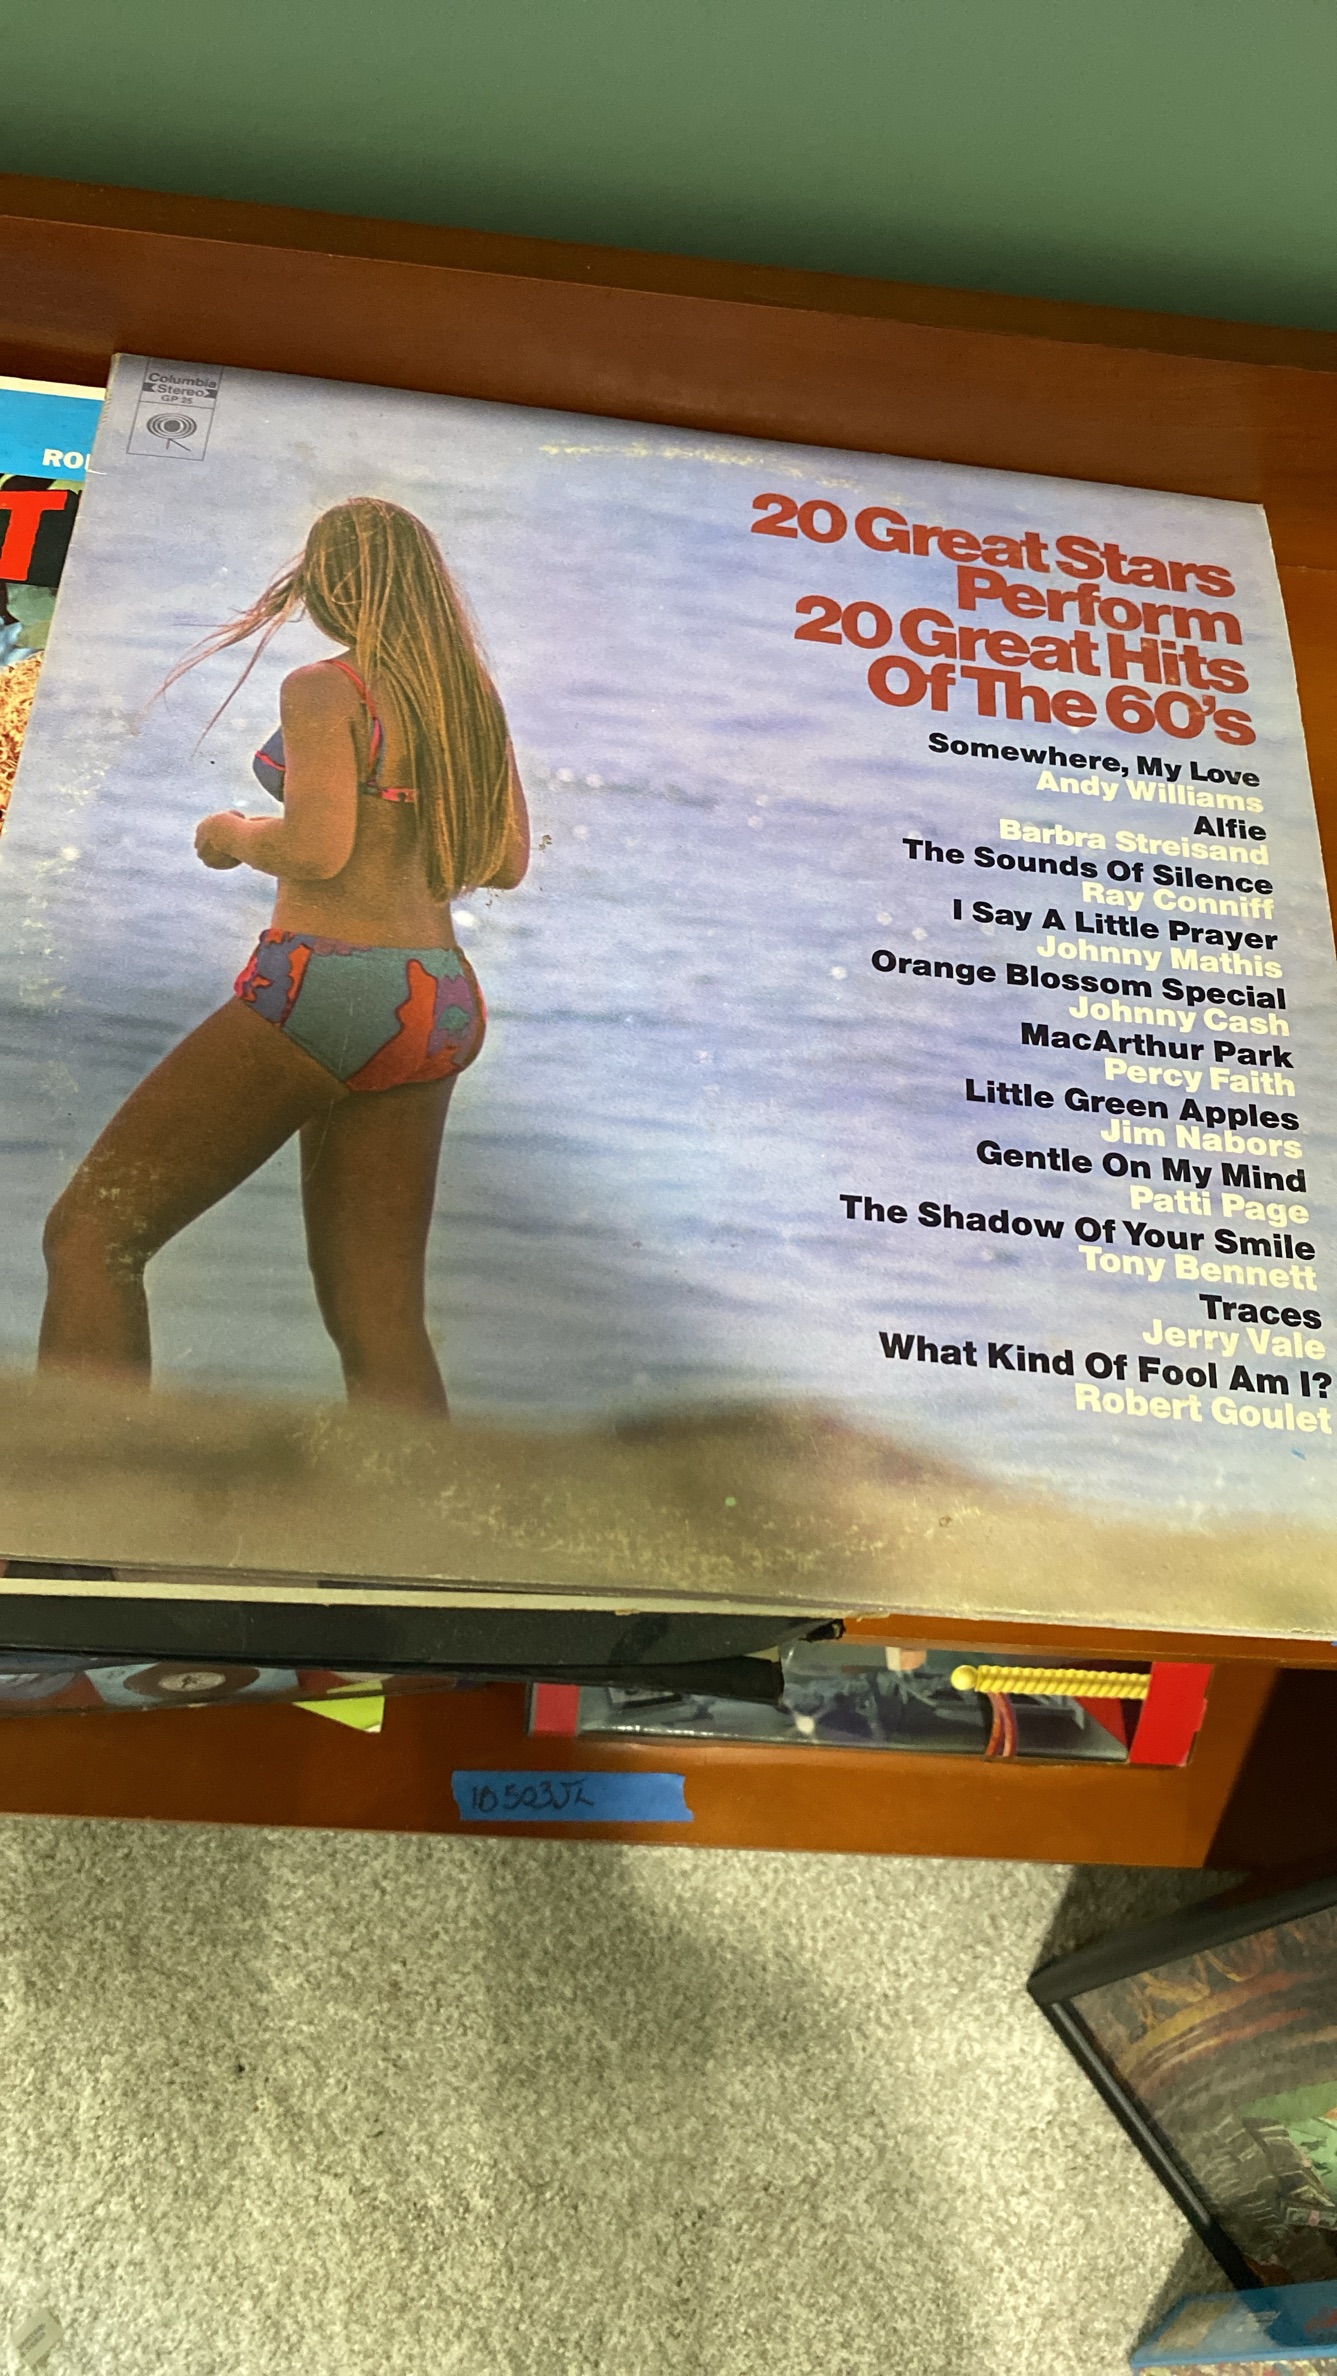 Columbia
Stereo
GP 26
20 Great Stars
Perform
20 Great Hits
Of The 60's
Somewhere, My Love
Andy Williams
Alfie
Barbra Streisand
The Sounds Of Silence
Ray Conniff
I Say A Little Prayer
Johnny Mathis
Orange Blossom Special
Johnny Cash
MacArthur Park
Percy Faith
Little Green Apples
Jim Nabors
Gentle On My Mind
Patti Page
The Shadow Of Your Smile
Tony Bennett
Traces
Jerry Vale
What Kind Of Fool Am I?
Robert Goulet
T